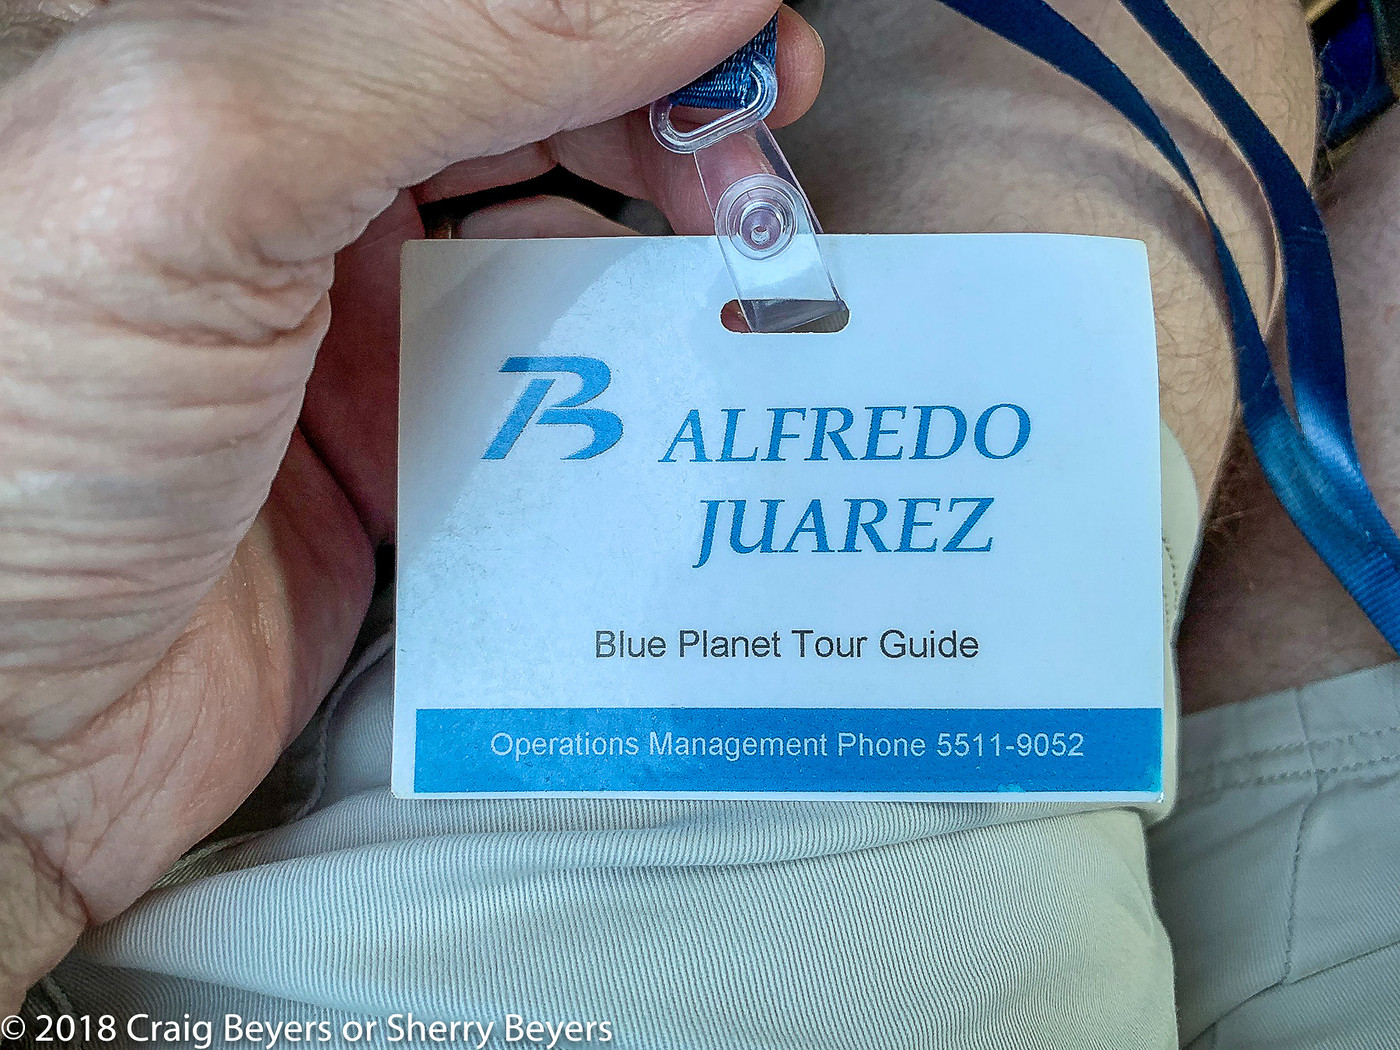 B ALFREDO
JUAREZ
Blue Planet Tour Guide
Operations Management Phone 5511-9052
© 2018 Craig Beyers or Sherry Beyers